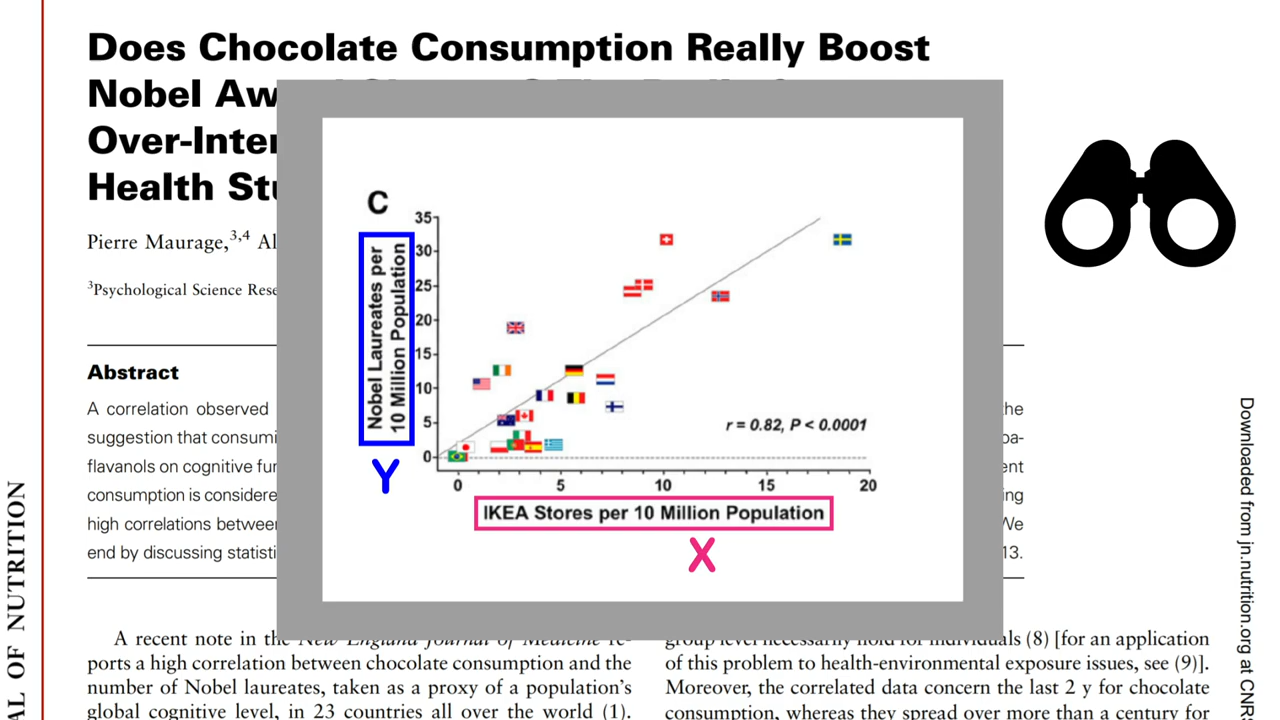 Does Chocolate Consumption Really Boost
Nobel Aw
Over-Inter
Health Stu
Pierre Maurage,3,4 Al
3Psychological Science Rese
Abstract
A correlation observed
suggestion that consumi
flavanols on cognitive fun
consumption is considere
high correlations between
end by discussing statisti
the
pa-
ent
ing
We
13.
C
Nobel Laureates per
10 Million Population
35
30
25
20
15
10
5
0
r = 0.82, P < 0.0001
0 5 10 15 20
IKEA Stores per 10 Million Population
Y
X
A recent note in the New England Journal of Medicine re-
ports a high correlation between chocolate consumption and the
number of Nobel laureates, taken as a proxy of a population's
global cognitive level, in 23 countries all over the world (1).
group level necessarily hold for individuals (8) [for an application
of this problem to health-environmental exposure issues, see (9)].
Moreover, the correlated data concern the last 2 y for chocolate
consumption, whereas they spread over more than a century for
AL OF NUTRITION
Downloaded from jn.nutrition.org at CNRS